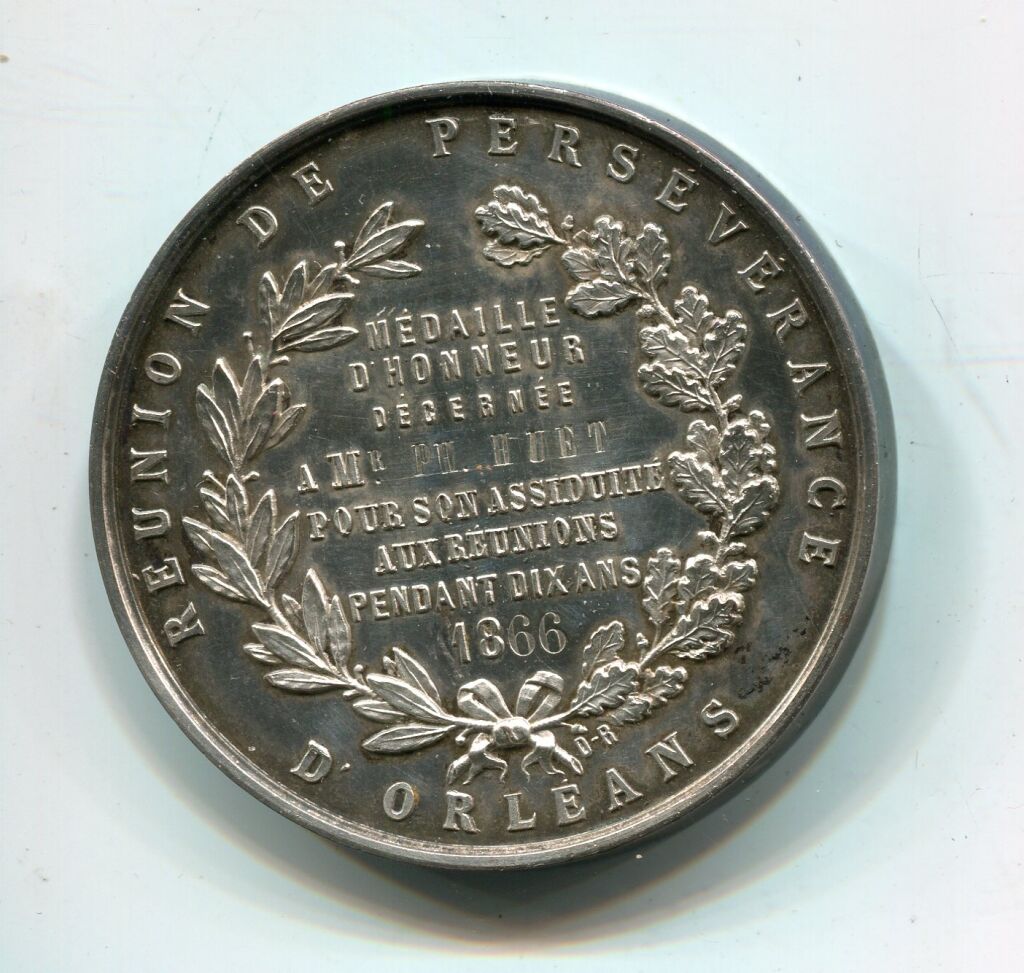 RÉUNION DE PERSÉVÉRANCE
D'ORLÉANS
MÉDAILLE
D'HONNEUR
DÉCERNÉE
A MR PH. HUET
POUR SON ASSIDUITÉ
AUX RÉUNIONS
PENDANT DIX ANS
1866
D-R